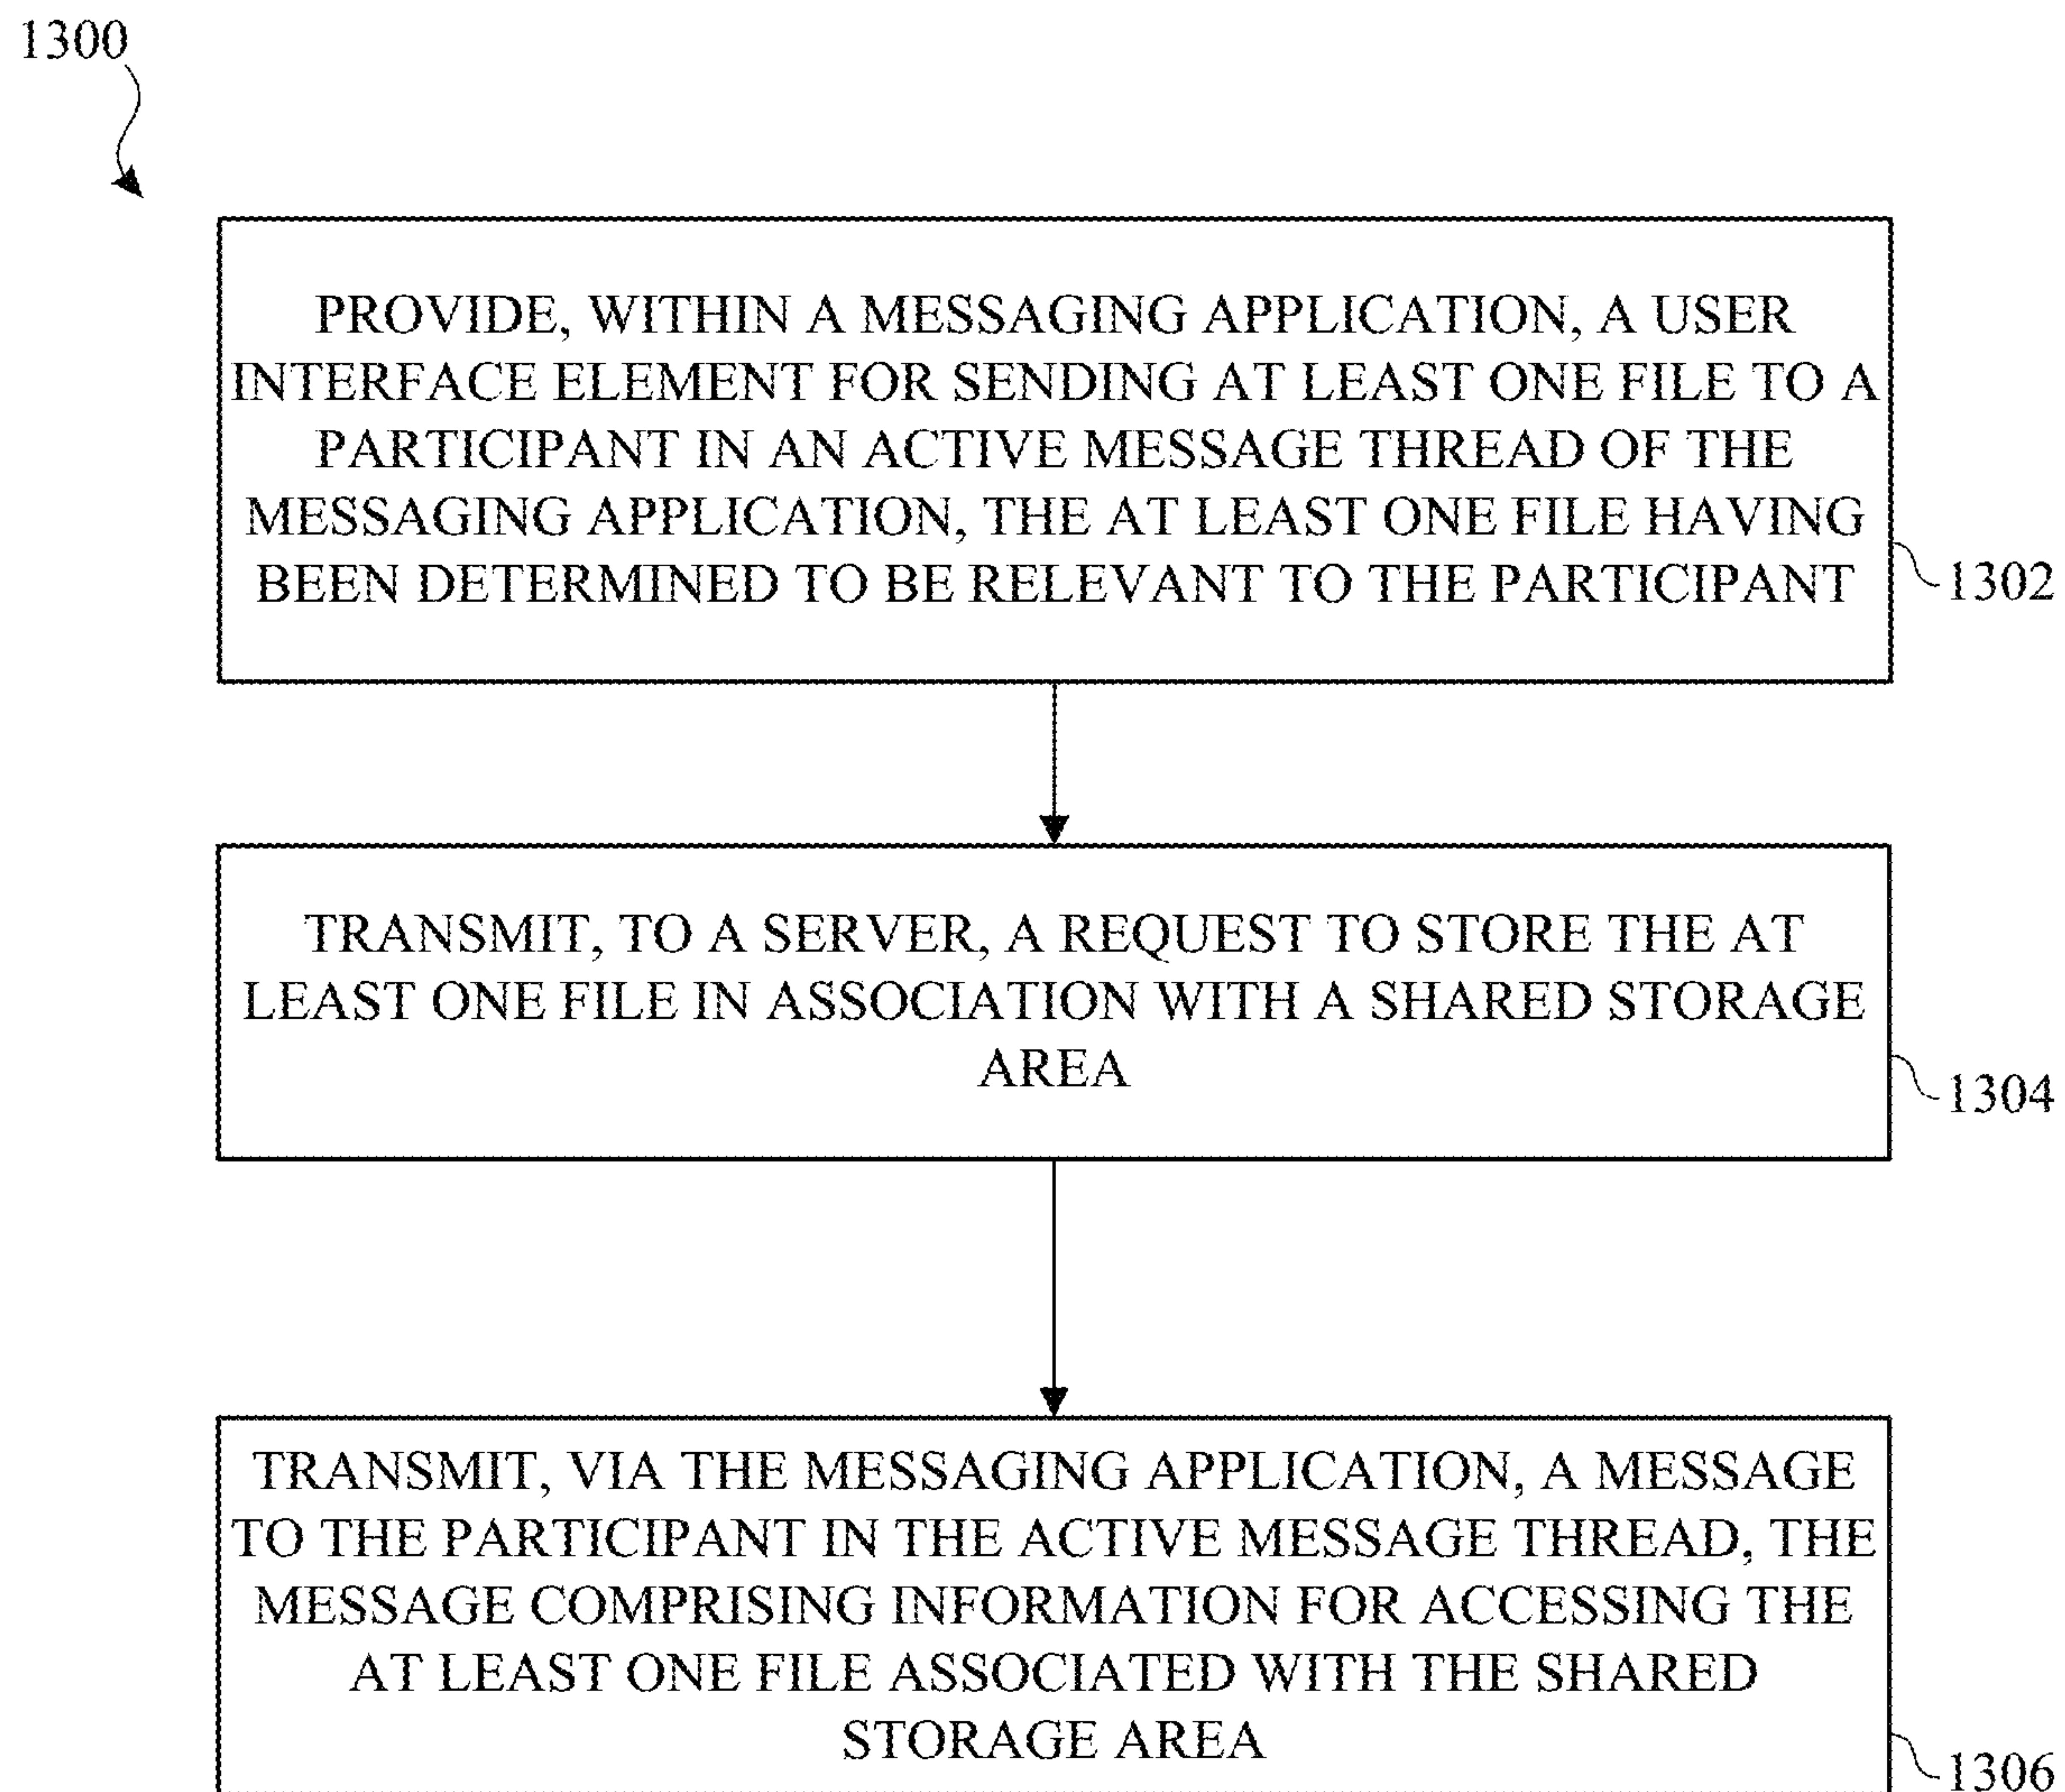 1300
PROVIDE, WITHIN A MESSAGING APPLICATION, A USER
INTERFACE ELEMENT FOR SENDING AT LEAST ONE FILE TO A
PARTICIPANT IN AN ACTIVE MESSAGE THREAD OF THE
MESSAGING APPLICATION, THE AT LEAST ONE FILE HAVING
BEEN DETERMINED TO BE RELEVANT TO THE PARTICIPANT
1302
TRANSMIT, TO A SERVER, A REQUEST TO STORE THE AT
LEAST ONE FILE IN ASSOCIATION WITH A SHARED STORAGE
AREA
1304
TRANSMIT, VIA THE MESSAGING APPLICATION, A MESSAGE
TO THE PARTICIPANT IN THE ACTIVE MESSAGE THREAD, THE
MESSAGE COMPRISING INFORMATION FOR ACCESSING THE
AT LEAST ONE FILE ASSOCIATED WITH THE SHARED
STORAGE AREA
1306